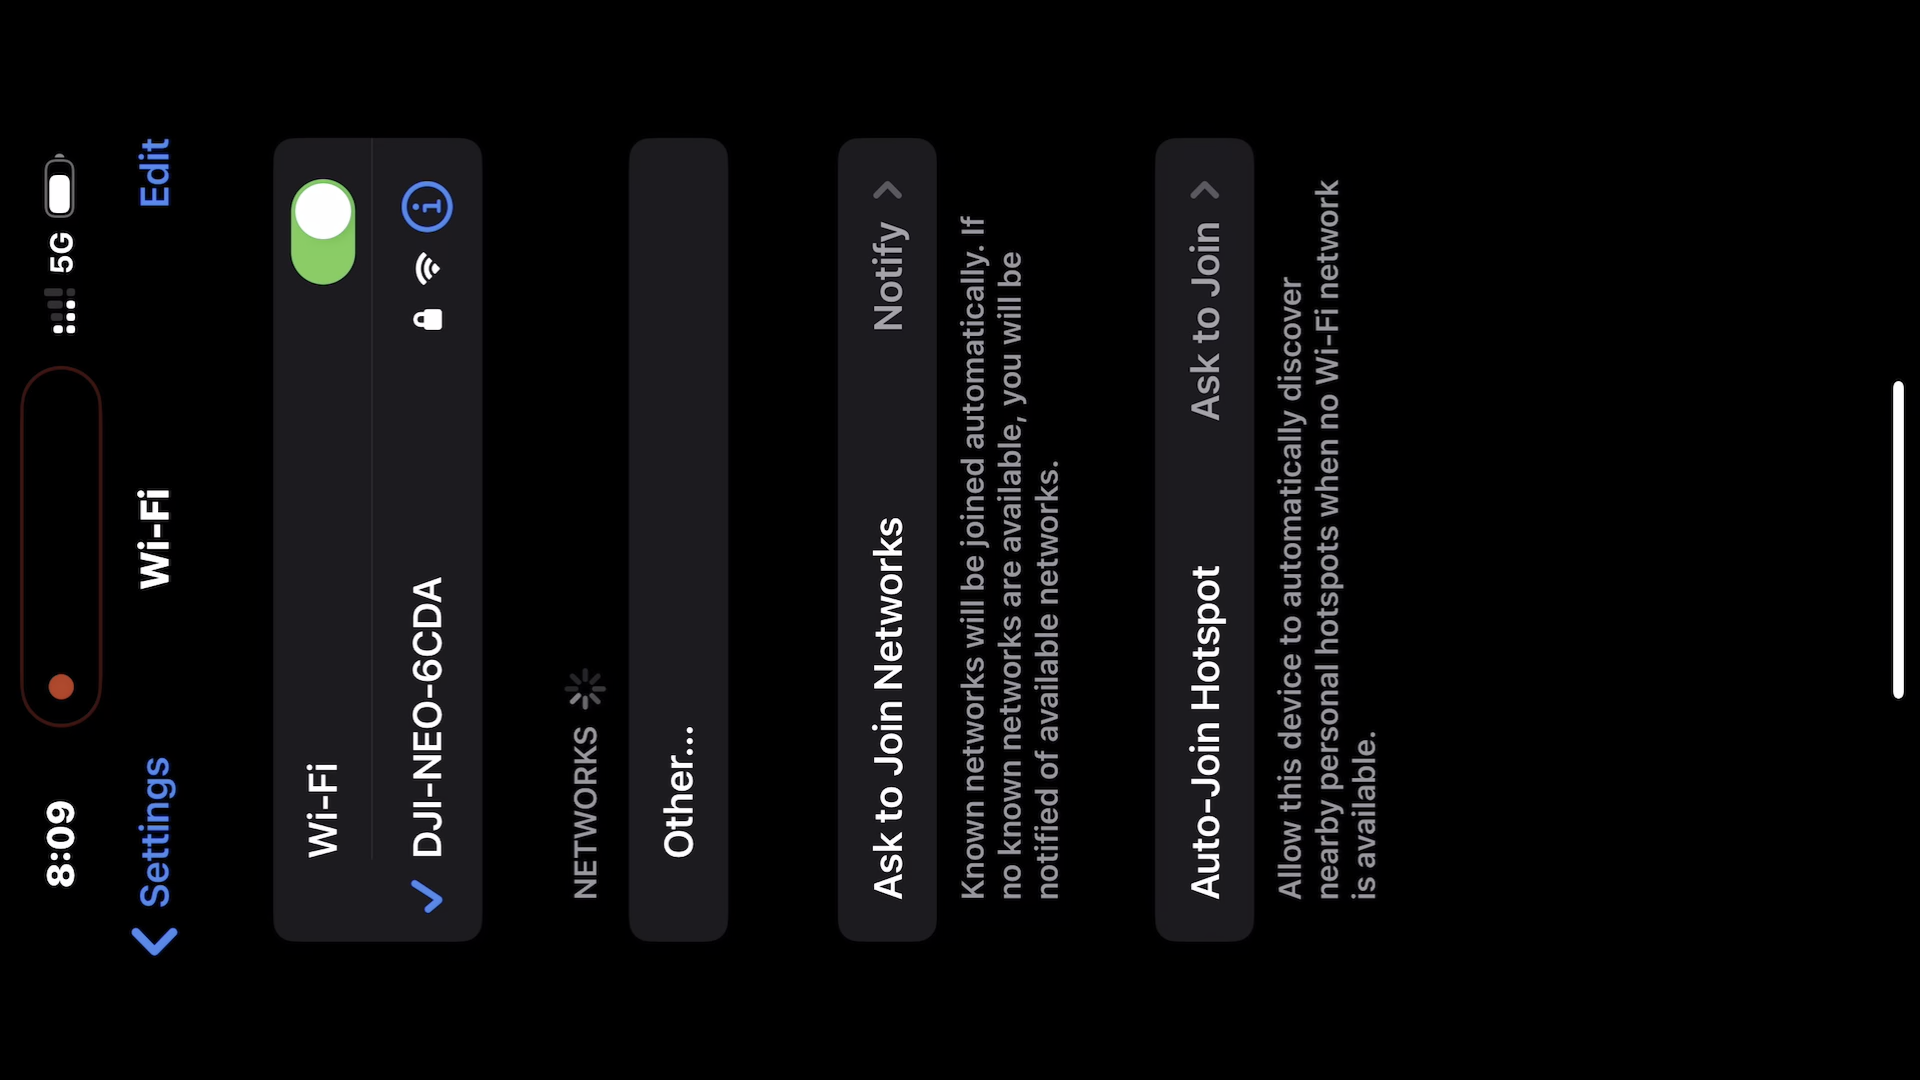 8:09
5G
Settings
Wi-Fi
Edit
Wi-Fi
DJI-NEO-6CDA
NETWORKS
Other...
Ask to Join Networks
Notify
Known networks will be joined automatically. If
no known networks are available, you will be
notified of available networks.
Auto-Join Hotspot
Ask to Join
Allow this device to automatically discover
nearby personal hotspots when no Wi-Fi network
is available.